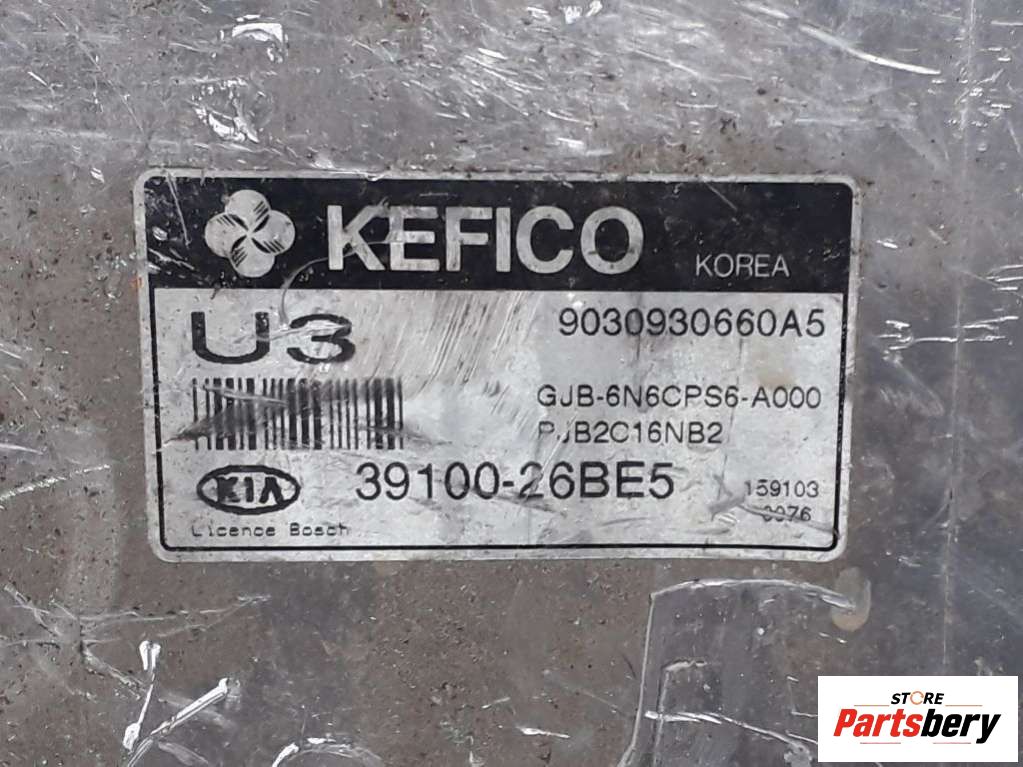 KEFICO KOREA
U3
9030930660A5
GJB-6N6CPS6-A000
PJB2C16NB2
KIA 39100-26BE5
159103
Licence Bosch
STORE
Partsbery